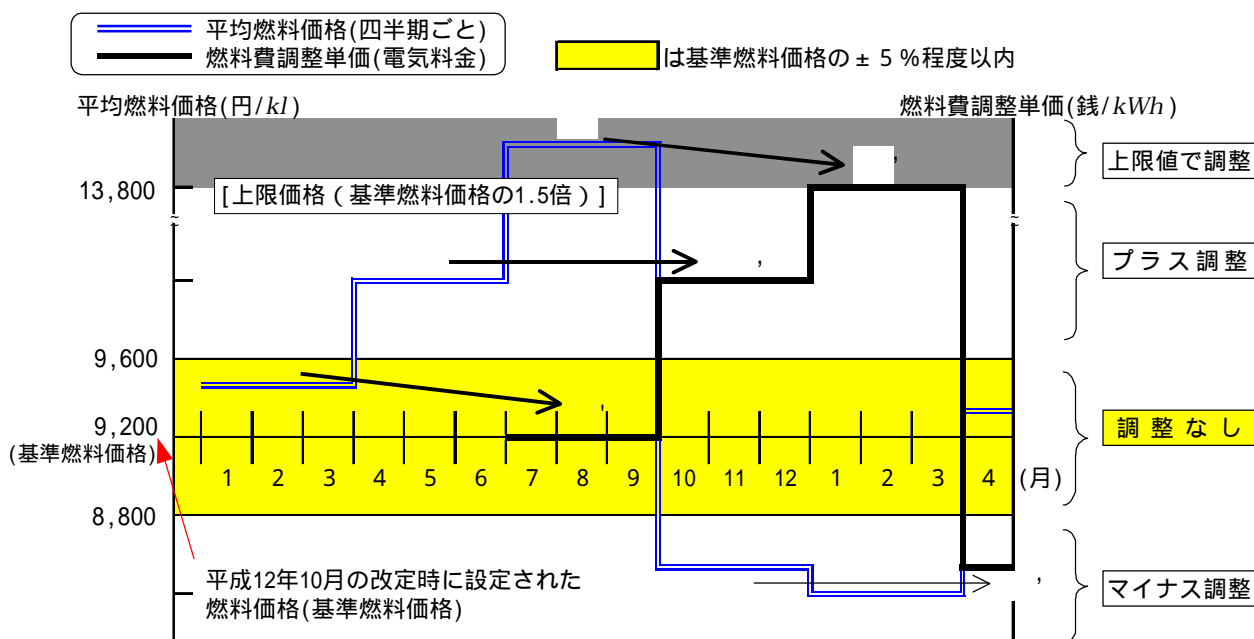 平均燃料価格(四半期ごと)
燃料費調整単価(電気料金)
は基準燃料価格の±5%程度以内
平均燃料価格(円/kl)
燃料費調整単価(銭/kWh)
上限値で調整
13,800
[上限価格(基準燃料価格の1.5倍)]
プラス調整
9,600
9,200
(基準燃料価格)
調整なし
1 2 3 4 5 6 7 8 9 10 11 12 1 2 3 4 (月)
8,800
平成12年10月の改定時に設定された
燃料価格(基準燃料価格)
マイナス調整